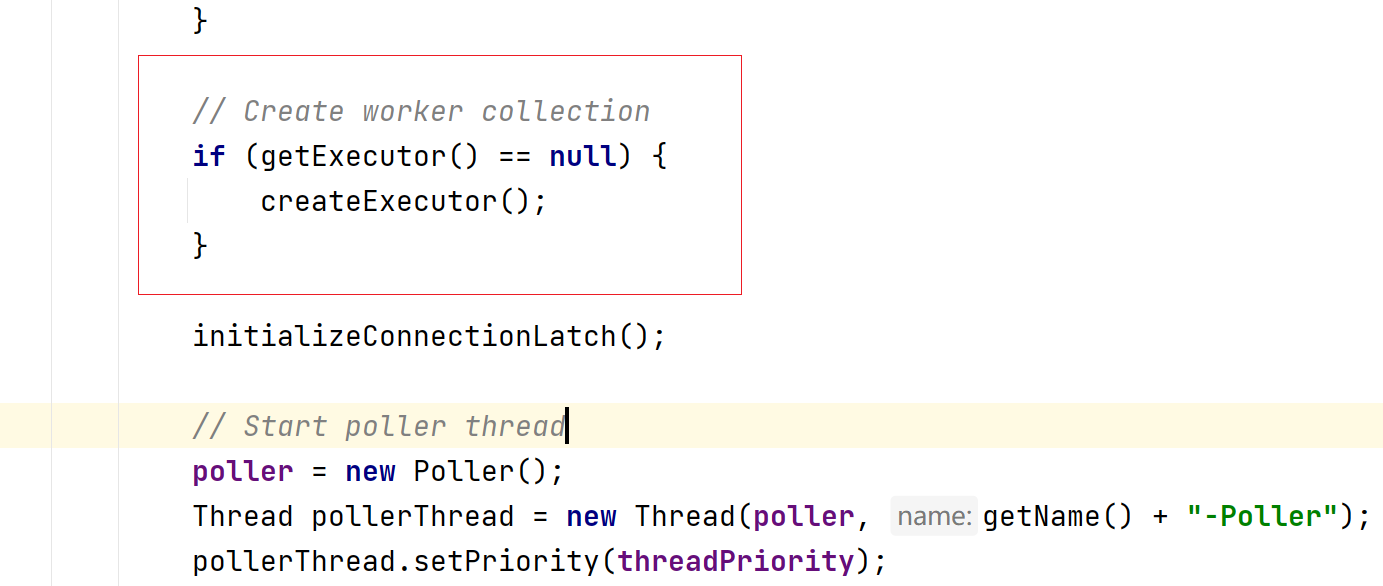 }
// Create worker collection
if (getExecutor() == null) {
createExecutor();
}
initializeConnectionLatch();
// Start poller thread
poller = new Poller();
Thread pollerThread = new Thread(poller, name: getName() + "-Poller");
pollerThread.setPriority(threadPriority);